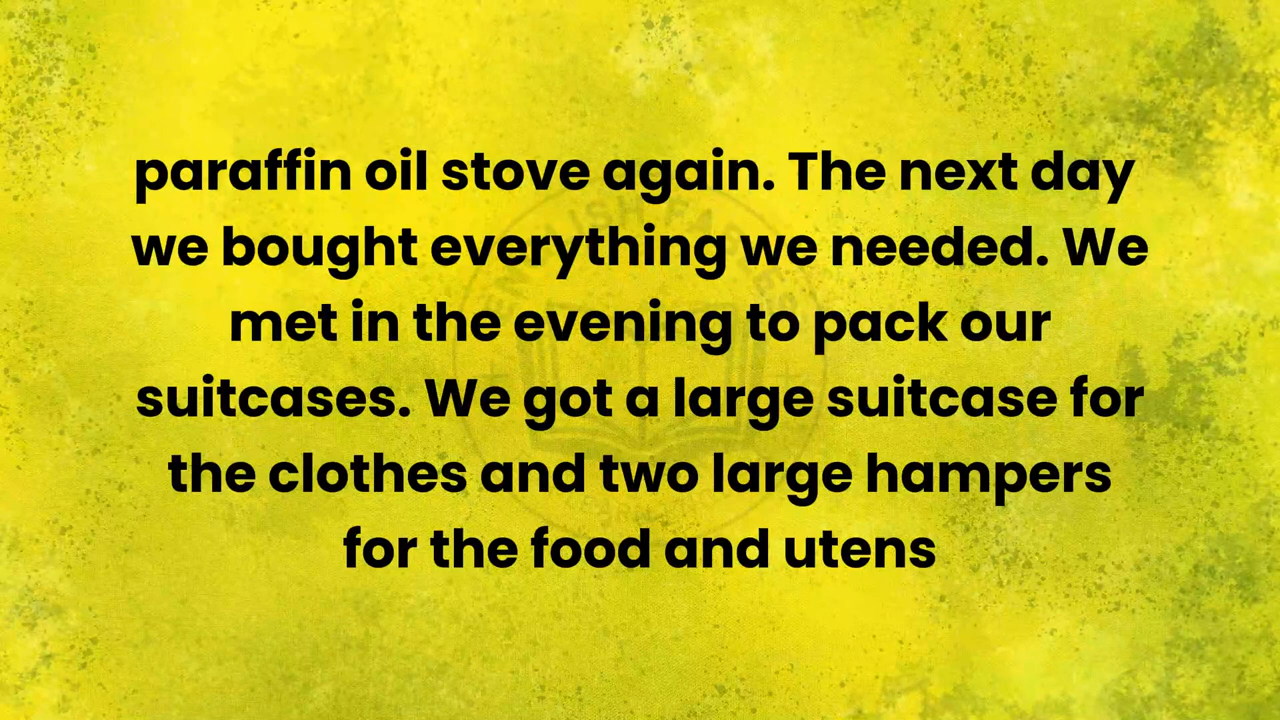 paraffin oil stove again. The next day
we bought everything we needed. We
met in the evening to pack our
suitcases. We got a large suitcase for
the clothes and two large hampers
for the food and utens